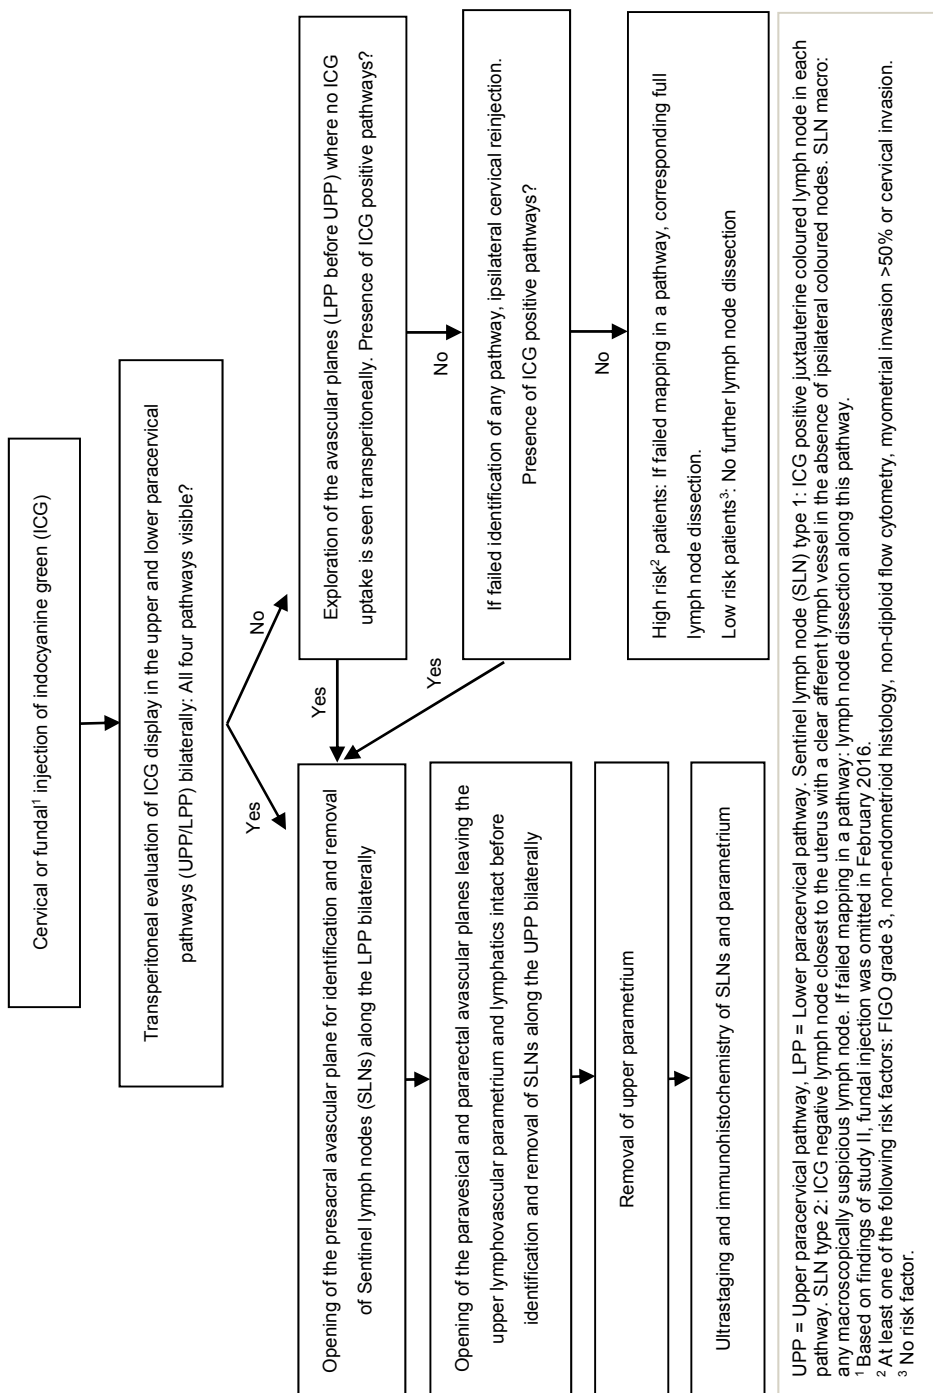 Cervical or fundal¹ injection of indocyanine green (ICG)
Transperitoneal evaluation of ICG display in the upper and lower paracervical
pathways (UPP/LPP) bilaterally: All four pathways visible?
Yes
No
Exploration of the avascular planes (LPP before UPP) where no ICG
uptake is seen transperitoneally. Presence of ICG positive pathways?
Yes
No
If failed identification of any pathway, ipsilateral cervical reinjection.
Presence of ICG positive pathways?
Yes
No
High risk² patients: If failed mapping in a pathway, corresponding full
lymph node dissection.
Low risk patients³: No further lymph node dissection
Opening of the presacral avascular plane for identification and removal
of Sentinel lymph nodes (SLNs) along the LPP bilaterally
Opening of the paravesical and pararectal avascular planes leaving the
upper lymphovascular parametrium and lymphatics intact before
identification and removal of SLNs along the UPP bilaterally
Removal of upper parametrium
Ultrastaging and immunohistochemistry of SLNs and parametrium
UPP = Upper paracervical pathway, LPP = Lower paracervical pathway. Sentinel lymph node (SLN) type 1: ICG positive juxtauterine coloured lymph node in each
pathway. SLN type 2: ICG negative lymph node closest to the uterus with a clear afferent lymph vessel in the absence of ipsilateral coloured nodes. SLN macro:
any macroscopically suspicious lymph node. If failed mapping in a pathway: lymph node dissection along this pathway.
¹ Based on findings of study II, fundal injection was omitted in February 2016.
² At least one of the following risk factors: FIGO grade 3, non-endometrioid histology, non-diploid flow cytometry, myometrial invasion >50% or cervical invasion.
³ No risk factor.